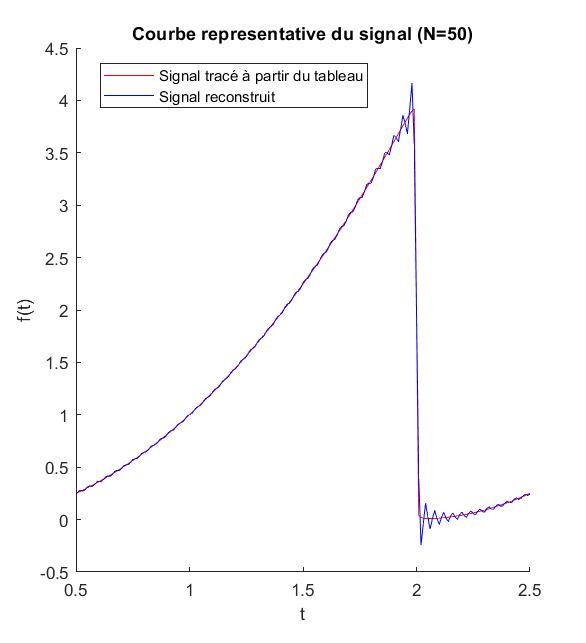 Courbe representative du signal (N=50)
Signal tracé à partir du tableau
Signal reconstruit
4.5
4
3.5
3
2.5
2
1.5
1
0.5
0
-0.5
f(t)
0.5 1 1.5 2 2.5
t